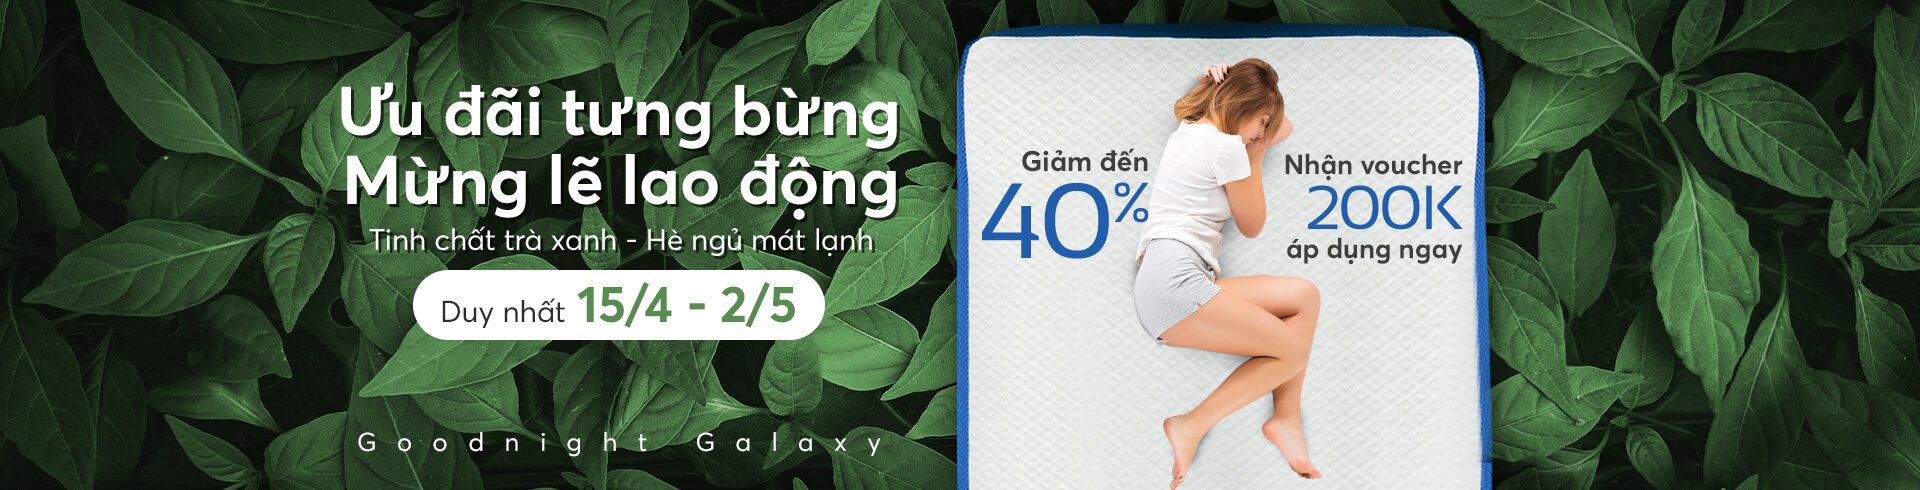 Ưu đãi tưng bừng
Mừng lễ lao động
Tinh chất trà xanh - Hè ngủ mát lạnh
Duy nhất 15/4 - 2/5
Goodnight Galaxy
Giảm đến
40%
Nhận voucher
200K
áp dụng ngay